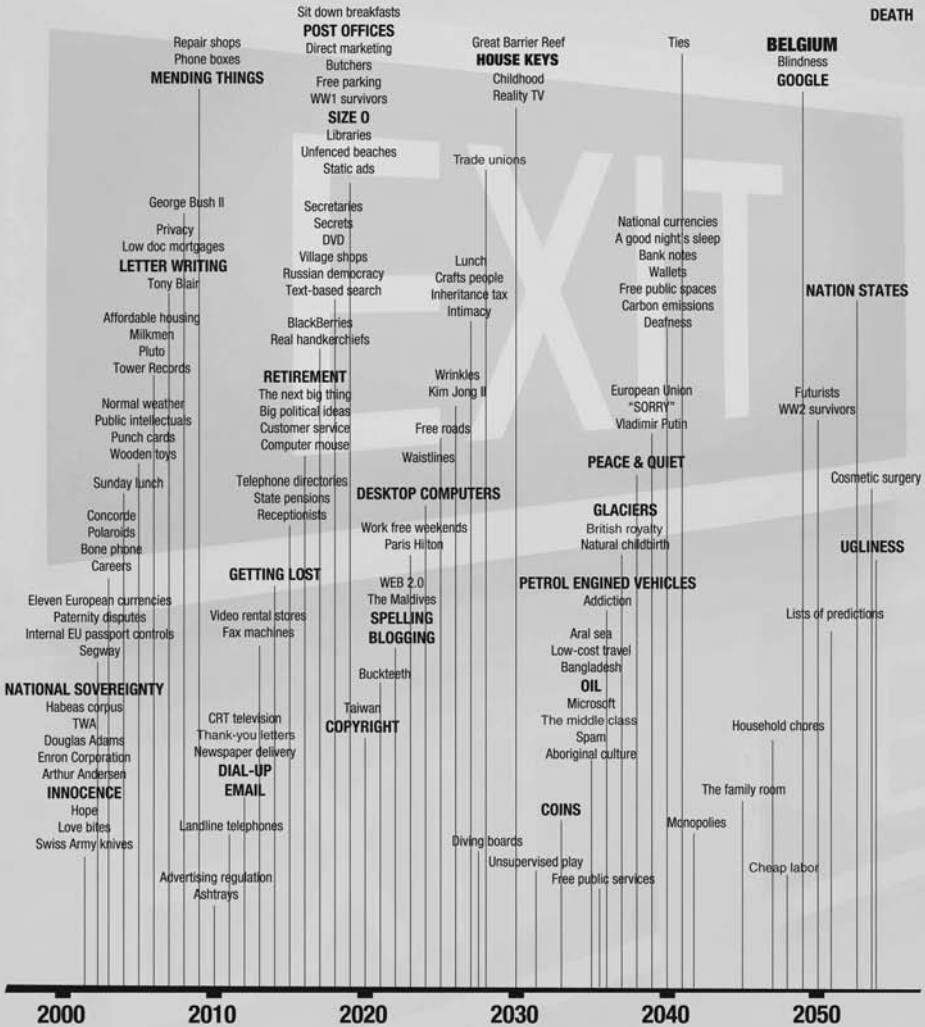 DEATH
Sit down breakfasts
POST OFFICES
Direct marketing
Butchers
Free parking
WW1 survivors
SIZE 0
Libraries
Unfenced beaches
Static ads
Repair shops
Phone boxes
MENDING THINGS
Great Barrier Reef
HOUSE KEYS
Childhood
Reality TV
Ties
BELGIUM
Blindness
GOOGLE
EXIT
Trade unions
George Bush II
Privacy
Low doc mortgages
LETTER WRITING
Tony Blair
Secretaries
Secrets
DVD
Village shops
Russian democracy
Text-based search
Lunch
Crafts people
Inheritance tax
Intimacy
National currencies
A good night's sleep
Bank notes
Wallets
Free public spaces
Carbon emissions
Deafness
NATION STATES
Affordable housing
Milkmen
Pluto
Tower Records
BlackBerries
Real handkerchiefs
RETIREMENT
The next big thing
Big political ideas
Customer service
Computer mouse
Wrinkles
Kim Jong Il
European Union
"SORRY"
Vladimir Putin
Futurists
WW2 survivors
Normal weather
Public intellectuals
Punch cards
Wooden toys
Free roads
Waistlines
PEACE & QUIET
Cosmetic surgery
Sunday lunch
Telephone directories
State pensions
Receptionists
DESKTOP COMPUTERS
Concorde
Polaroids
Bone phone
Careers
Work free weekends
Paris Hilton
GLACIERS
British royalty
Natural childbirth
UGLINESS
GETTING LOST
WEB 2.0
The Maldives
SPELLING
BLOGGING
PETROL ENGINED VEHICLES
Addiction
Eleven European currencies
Paternity disputes
Internal EU passport controls
Segway
Video rental stores
Fax machines
Lists of predictions
Aral sea
Low-cost travel
Bangladesh
OIL
Microsoft
The middle class
Spam
Aboriginal culture
Buckteeth
NATIONAL SOVEREIGNTY
Habeas corpus
TWA
Douglas Adams
Enron Corporation
Arthur Andersen
INNOCENCE
Hope
Love bites
Swiss Army knives
CRT television
Thank-you letters
Newspaper delivery
DIAL-UP
EMAIL
Taiwan
COPYRIGHT
Household chores
The family room
Landline telephones
COINS
Monopolies
Diving boards
Unsupervised play
Free public services
Cheap labor
Advertising regulation
Ashtrays
2000
2010
2020
2030
2040
2050